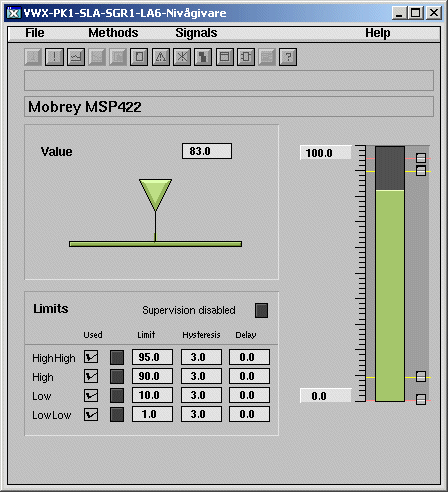 VWX-PK1-SLA-SGR1-LA6-Nivågivare
File Methods Signals Help
Mobrey MSP422
Value 83.0 100.0
Limits Supervision disabled
Used Limit Hysteresis Delay
HighHigh 95.0 3.0 0.0
High 90.0 3.0 0.0
Low 10.0 3.0 0.0
LowLow 1.0 3.0 0.0
0.0